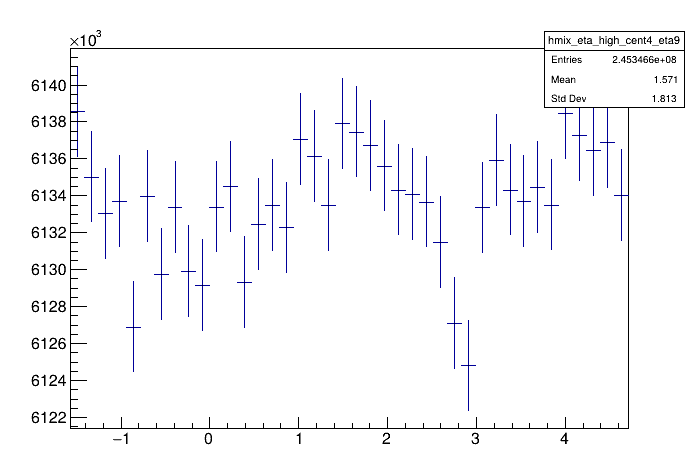 ×10³
hmix_eta_high_cent4_eta9
Entries 2.453466e+08
Mean 1.571
Std Dev 1.813
6140
6138
6136
6134
6132
6130
6128
6126
6124
6122
−1 0 1 2 3 4